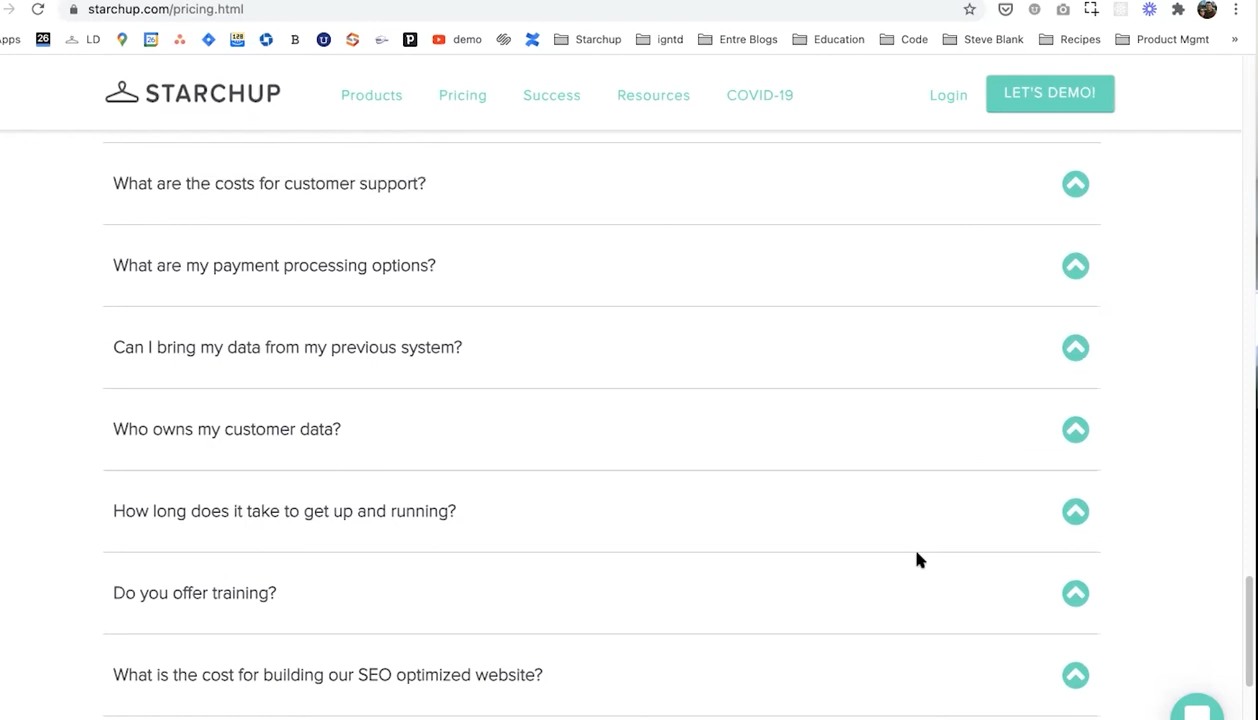 starchup.com/pricing.html
Apps 26 LD 26 128 B U S P demo Starchup igntd Entre Blogs Education Code Steve Blank Recipes Product Mgmt »
STARCHUP Products Pricing Success Resources COVID-19 Login LET'S DEMO!
What are the costs for customer support?
What are my payment processing options?
Can I bring my data from my previous system?
Who owns my customer data?
How long does it take to get up and running?
Do you offer training?
What is the cost for building our SEO optimized website?